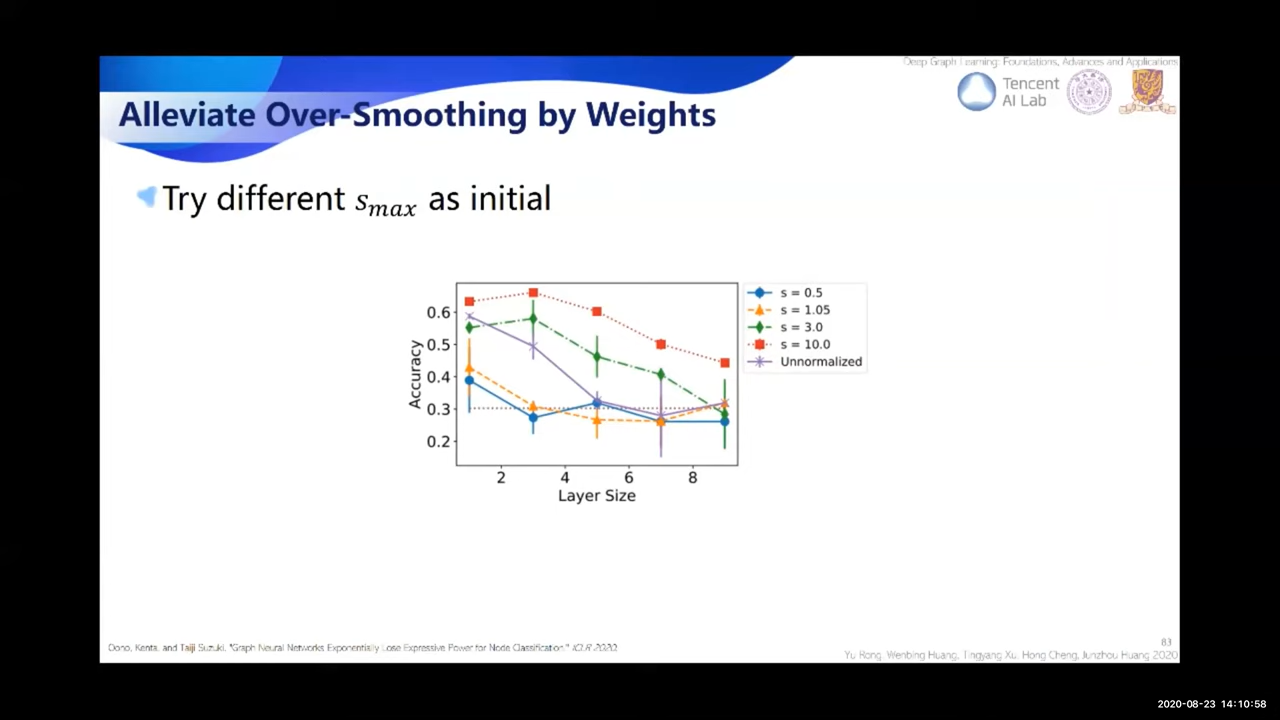 Deep Graph Learning: Foundations, Advances and Applications
Tencent
AI Lab
Alleviate Over-Smoothing by Weights
Try different s_max as initial
0.6
0.5
0.4
0.3
0.2
Accuracy
2 4 6 8
Layer Size
s = 0.5
s = 1.05
s = 3.0
s = 10.0
Unnormalized
Oono, Kenta, and Taiji Suzuki. "Graph Neural Networks Exponentially Lose Expressive Power for Node Classification." ICLR 2020.
83
Yu Rong, Wenbing Huang, Tingyang Xu, Hong Cheng, Junzhou Huang 2020
2020-08-23 14:10:58